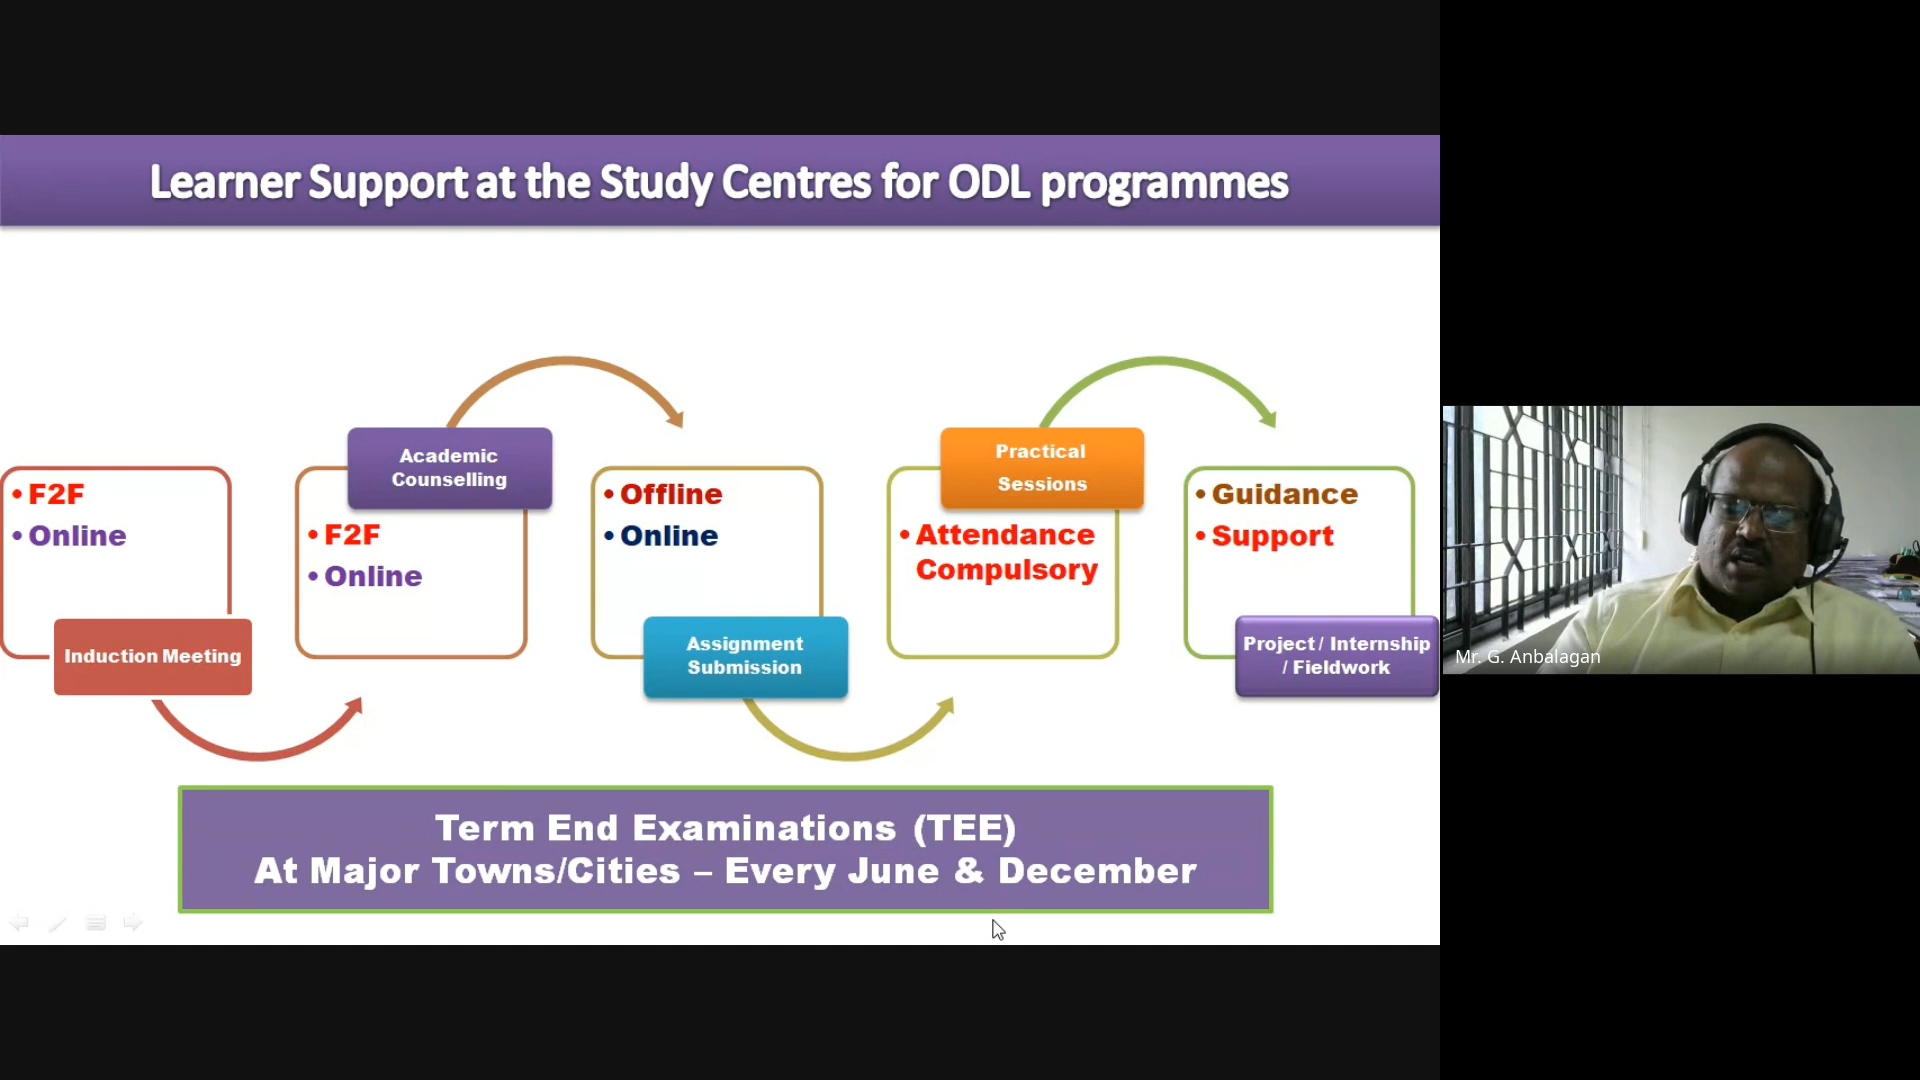 Learner Support at the Study Centres for ODL programmes
• F2F
• Online
Induction Meeting
Academic
Counselling
• F2F
• Online
• Offline
• Online
Assignment
Submission
Practical
Sessions
• Attendance
Compulsory
• Guidance
• Support
Project / Internship
/ Fieldwork
Term End Examinations (TEE)
At Major Towns/Cities – Every June & December
Mr. G. Anbalagan